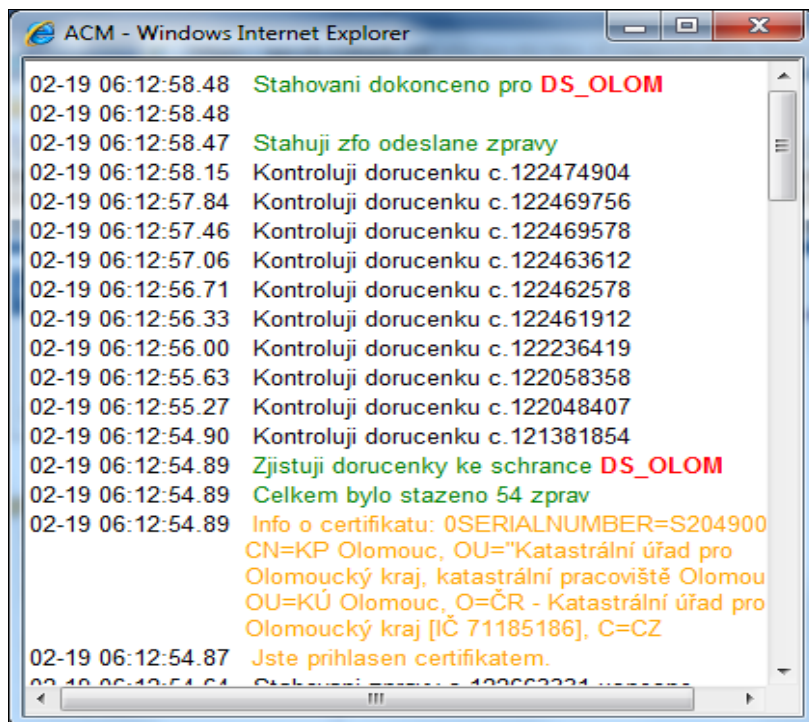 ACM - Windows Internet Explorer
02-19 06:12:58.48 Stahovani dokonceno pro DS_OLOM
02-19 06:12:58.48
02-19 06:12:58.47 Stahuji zfo odeslane zpravy
02-19 06:12:58.15 Kontroluji dorucenku c.122474904
02-19 06:12:57.84 Kontroluji dorucenku c.122469756
02-19 06:12:57.46 Kontroluji dorucenku c.122469578
02-19 06:12:57.06 Kontroluji dorucenku c.122463612
02-19 06:12:56.71 Kontroluji dorucenku c.122462578
02-19 06:12:56.33 Kontroluji dorucenku c.122461912
02-19 06:12:56.00 Kontroluji dorucenku c.122236419
02-19 06:12:55.63 Kontroluji dorucenku c.122058358
02-19 06:12:55.27 Kontroluji dorucenku c.122048407
02-19 06:12:54.90 Kontroluji dorucenku c.121381854
02-19 06:12:54.89 Zjistuji dorucenky ke schrance DS_OLOM
02-19 06:12:54.89 Celkem bylo stazeno 54 zprav
02-19 06:12:54.89 Info o certifikatu: 0SERIALNUMBER=S204900
CN=KP Olomouc, OU="Katastrální úřad pro
Olomoucký kraj, katastrální pracoviště Olomou
OU=KÚ Olomouc, O=ČR - Katastrální úřad pro
Olomoucký kraj [IČ 71185186], C=CZ
02-19 06:12:54.87 Jste prihlasen certifikatem.